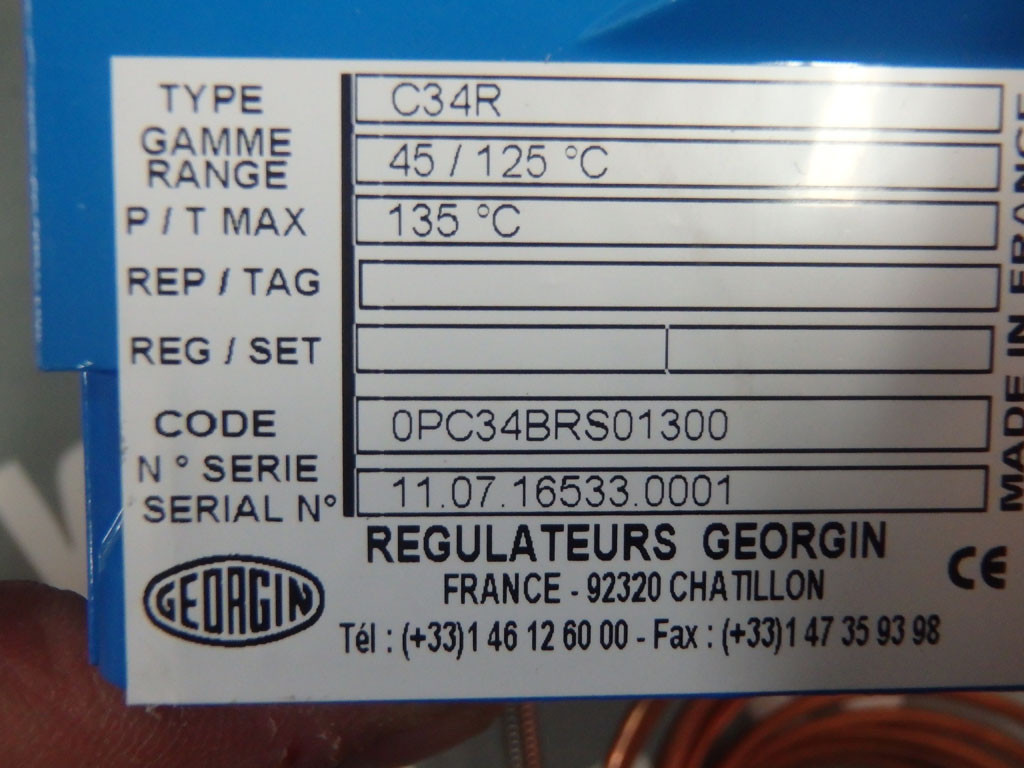 TYPE C34R
GAMME
RANGE 45 / 125 °C
P / T MAX 135 °C
REP / TAG
REG / SET
CODE 0PC34BRS01300
N ° SERIE
SERIAL N° 11.07.16533.0001
REGULATEURS GEORGIN
FRANCE - 92320 CHATILLON
Tél : (+33)1 46 12 60 00 - Fax : (+33)1 47 35 93 98
GEORGIN
CE
MADE IN FRANCE